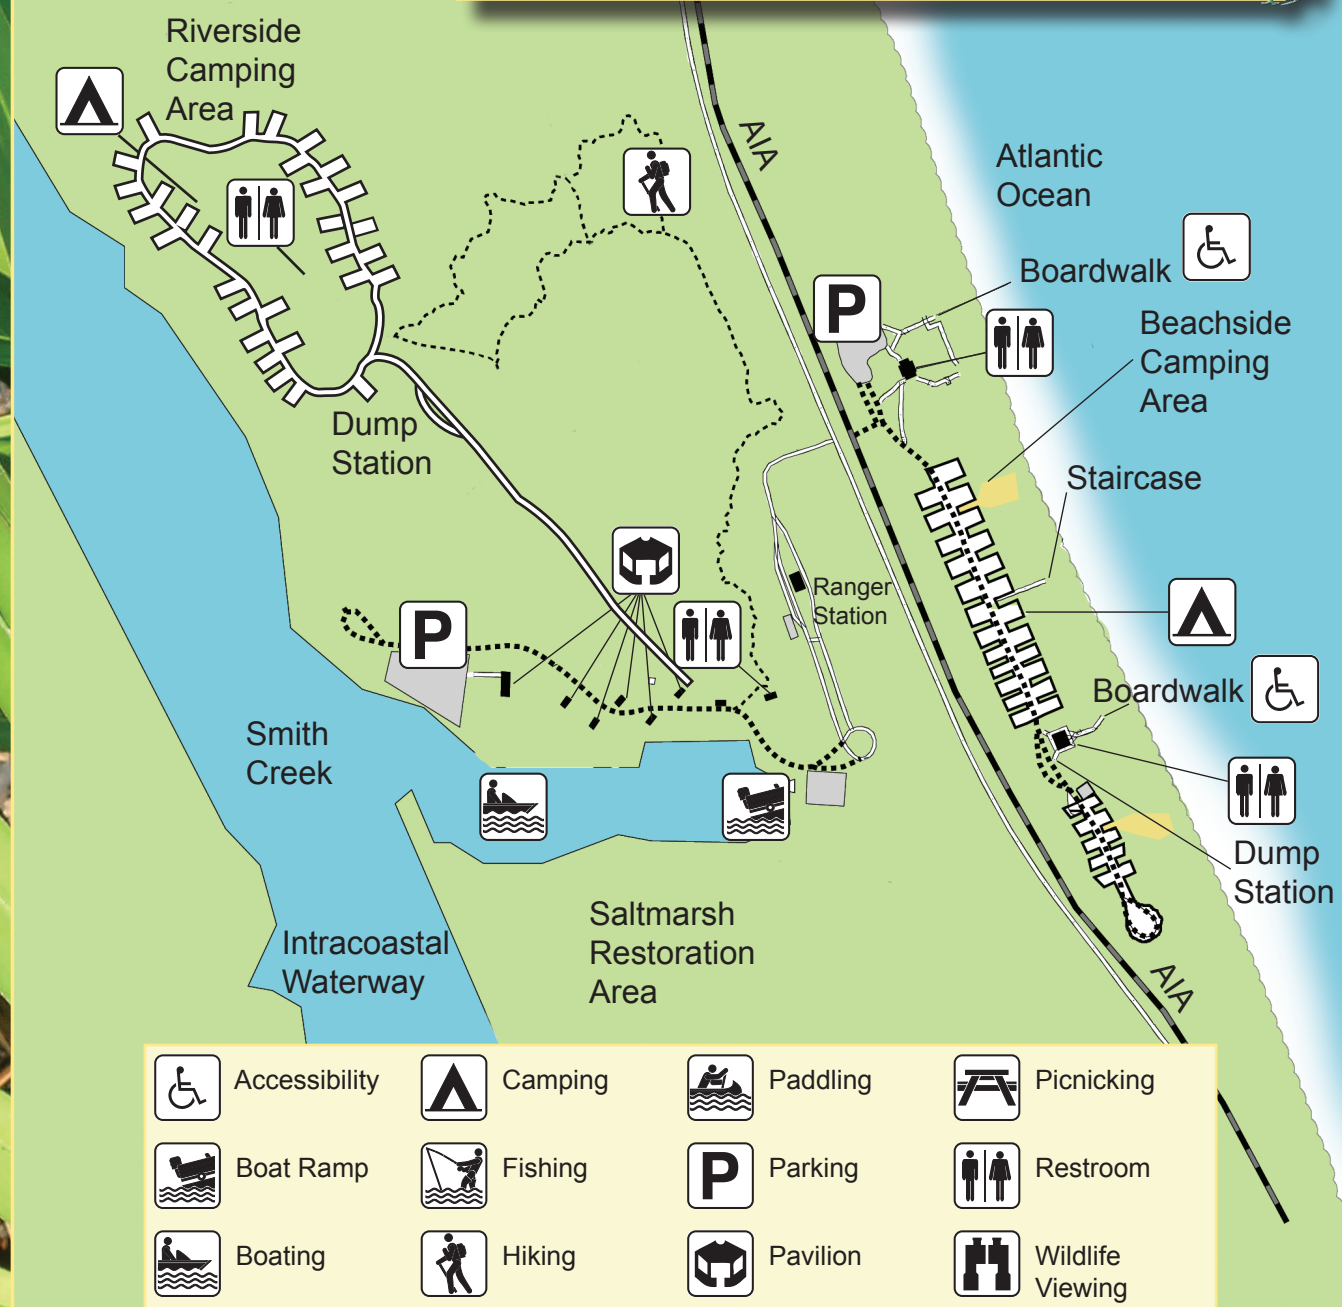 Riverside
Camping
Area
AIA
Atlantic
Ocean
Boardwalk
P
Beachside
Camping
Area
Dump
Station
Staircase
Ranger
Station
P
Boardwalk
Smith
Creek
Dump
Station
Saltmarsh
Restoration
Area
Intracoastal
Waterway
AIA
Accessibility
Camping
Paddling
Picnicking
Boat Ramp
Fishing
P
Parking
Restroom
Boating
Hiking
Pavilion
Wildlife
Viewing